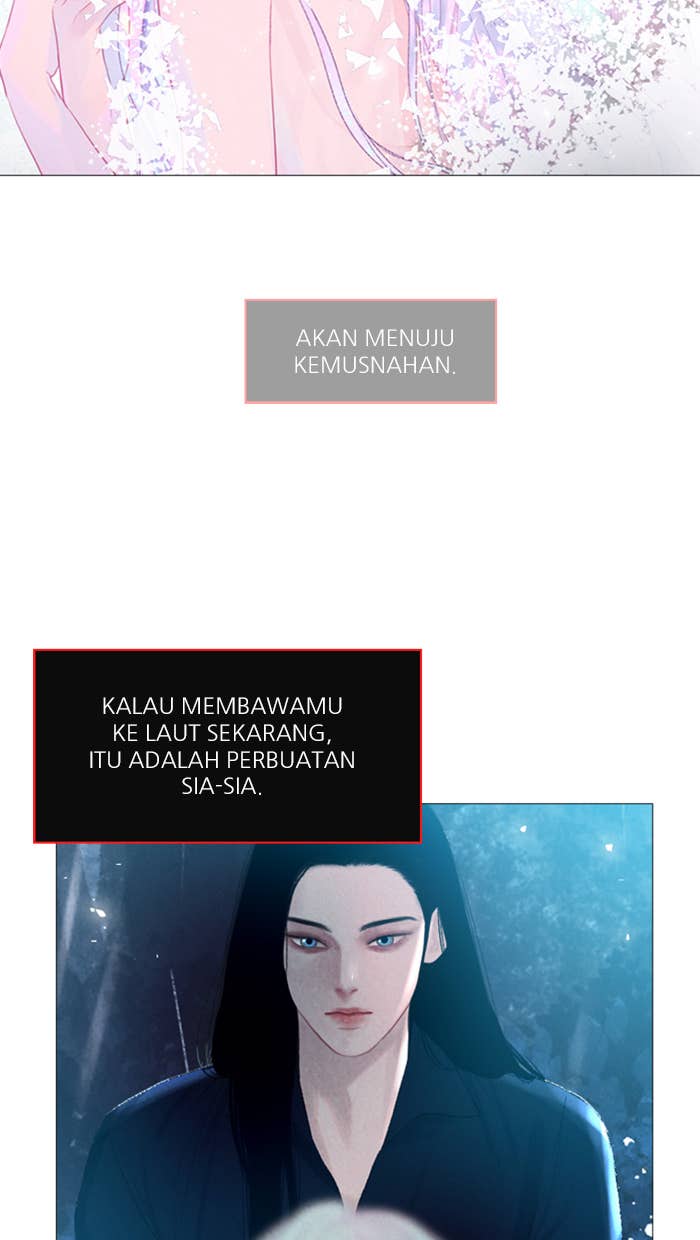 AKAN MENUJU
KEMUSNAHAN.
KALAU MEMBAWAMU
KE LAUT SEKARANG,
ITU ADALAH PERBUATAN
SIA-SIA.